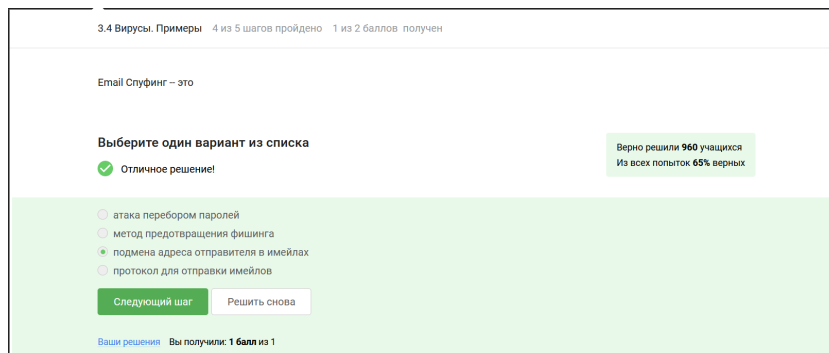 3.4 Вирусы. Примеры 4 из 5 шагов пройдено 1 из 2 баллов получен
Email Спуфинг – это
Выберите один вариант из списка
Отличное решение!
Верно решили 960 учащихся
Из всех попыток 65% верных
атака перебором паролей
метод предотвращения фишинга
подмена адреса отправителя в имейлах
протокол для отправки имейлов
Следующий шаг Решить снова
Ваши решения Вы получили: 1 балл из 1